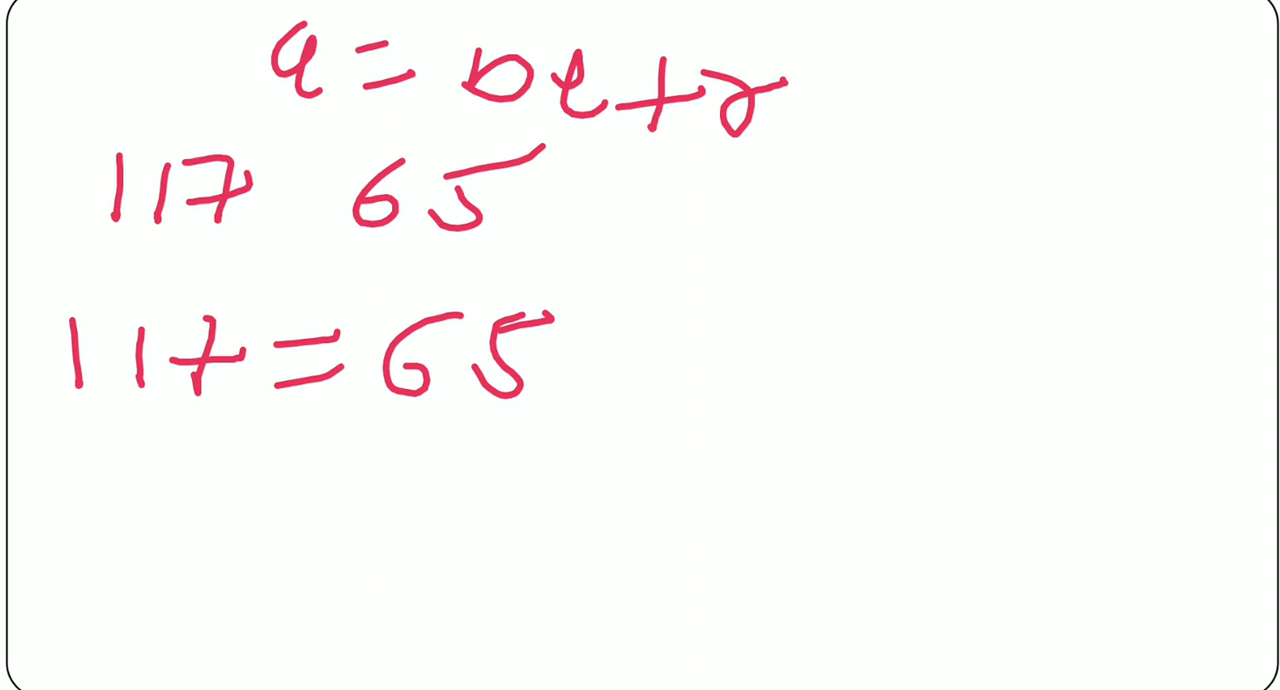 a = bq + r
117 65
117 = 65